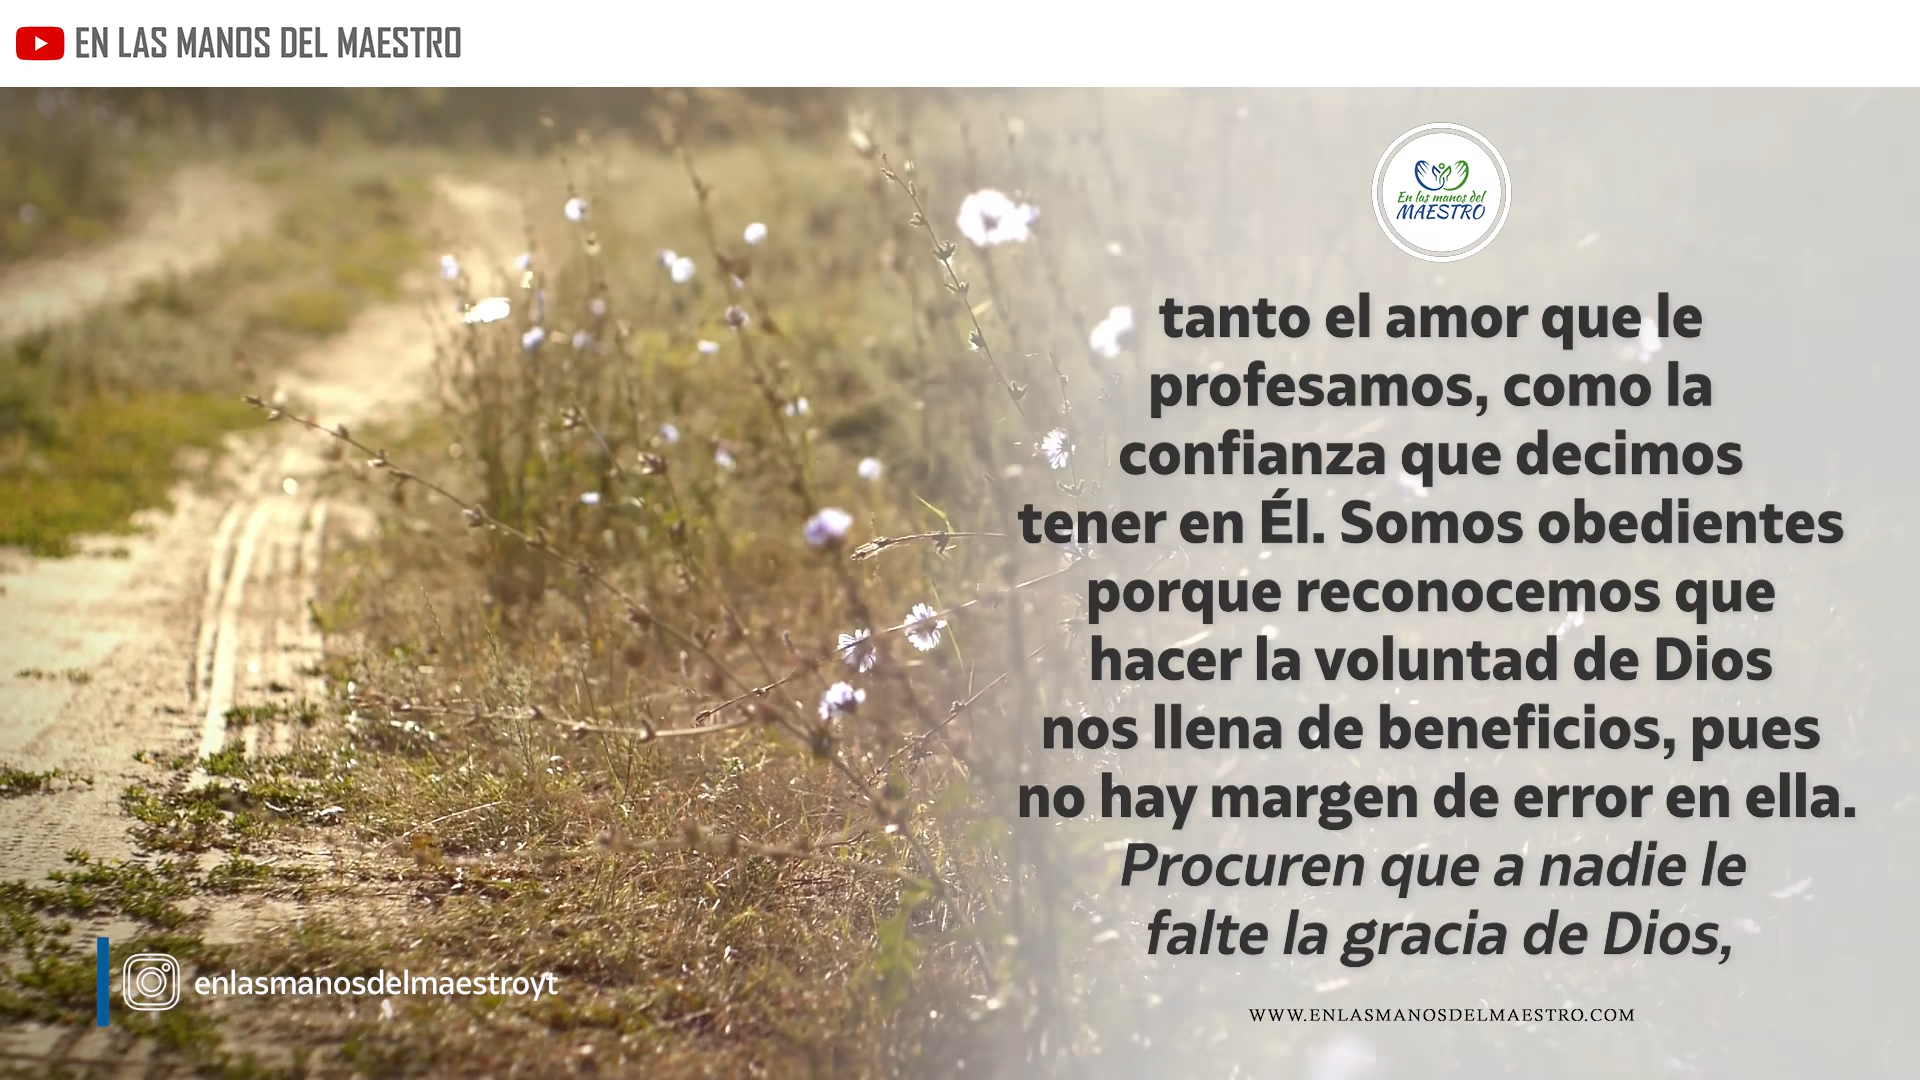 EN LAS MANOS DEL MAESTRO
En las manos del
MAESTRO
tanto el amor que le
profesamos, como la
confianza que decimos
tener en Él. Somos obedientes
porque reconocemos que
hacer la voluntad de Dios
nos llena de beneficios, pues
no hay margen de error en ella.
Procuren que a nadie le
falte la gracia de Dios,
enlasmanosdelmaestroyt
WWW.ENLASMANOSDELMAESTRO.COM